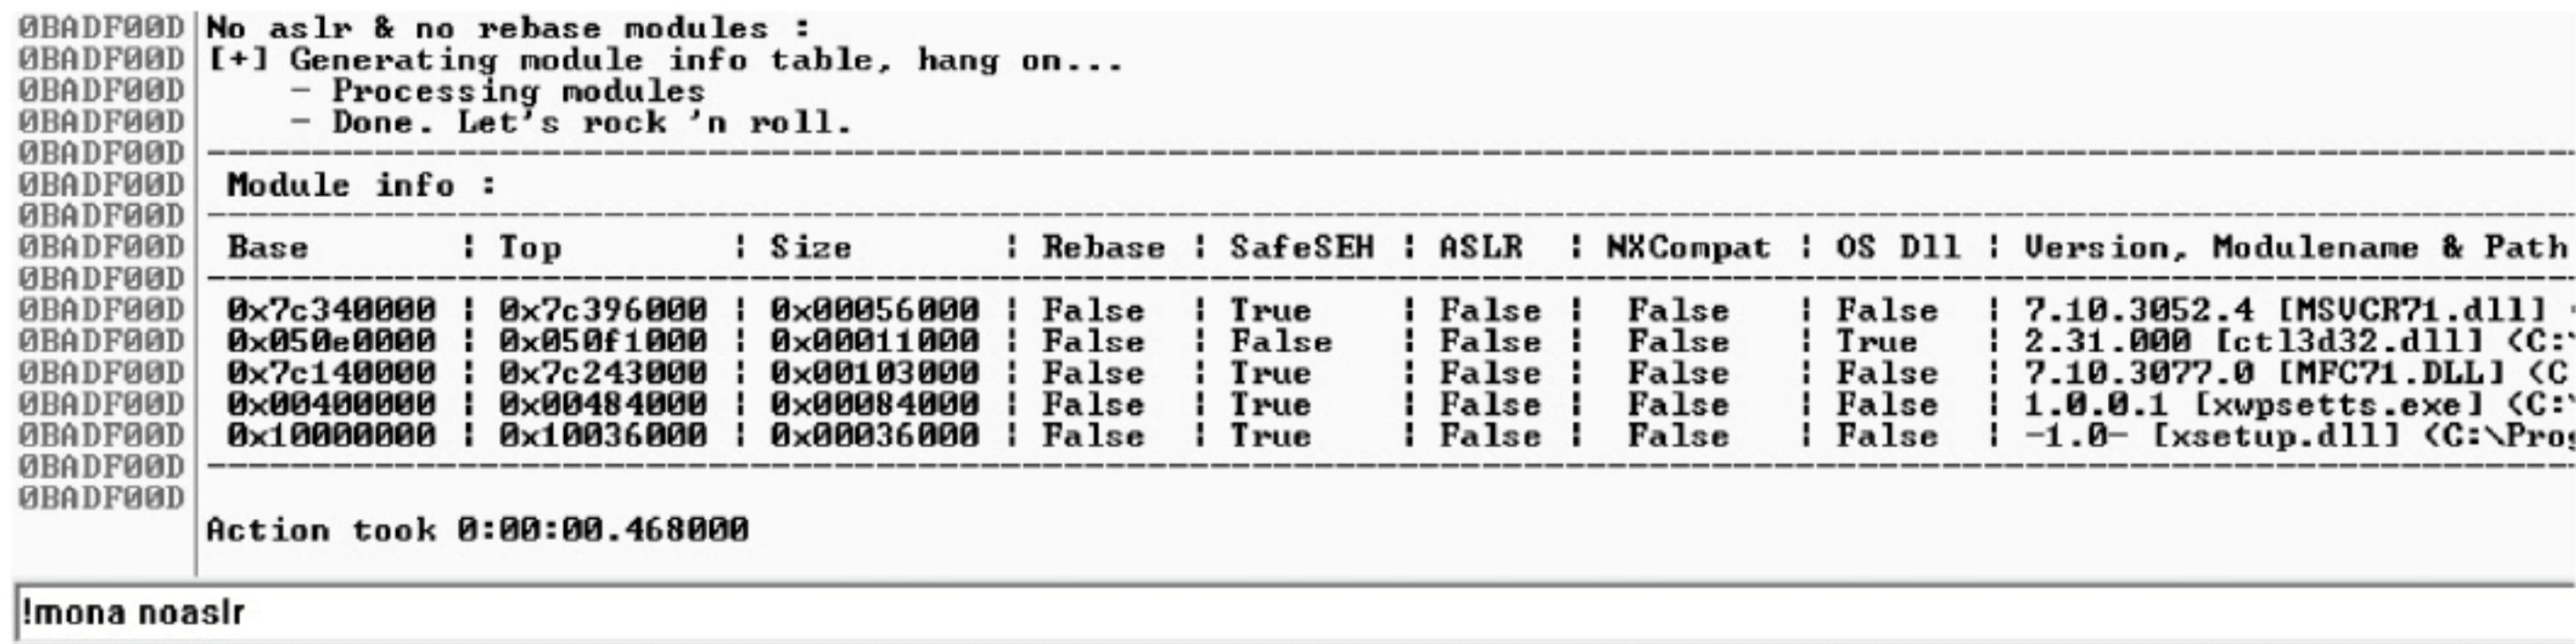 0BADF00D No aslr & no rebase modules :
0BADF00D [+] Generating module info table, hang on...
0BADF00D     - Processing modules
0BADF00D     - Done. Let's rock 'n roll.
0BADF00D ----------------------------------------------------------------
0BADF00D  Module info :
0BADF00D ----------------------------------------------------------------
0BADF00D  Base       | Top        | Size       | Rebase | SafeSEH | ASLR  | NXCompat | OS Dll | Version, Modulename & Path
0BADF00D ----------------------------------------------------------------
0BADF00D  0x7c340000 | 0x7c396000 | 0x00056000 | False  | True    | False |  False   | False  | 7.10.3052.4 [MSVCR71.dll]
0BADF00D  0x050e0000 | 0x050f1000 | 0x00011000 | False  | False   | False |  False   | True   | 2.31.000 [ctl3d32.dll] (C:\
0BADF00D  0x7c140000 | 0x7c243000 | 0x00103000 | False  | True    | False |  False   | False  | 7.10.3077.0 [MFC71.DLL] (C
0BADF00D  0x00400000 | 0x00484000 | 0x00084000 | False  | True    | False |  False   | False  | 1.0.0.1 [xwpsetts.exe] (C:\
0BADF00D  0x10000000 | 0x10036000 | 0x00036000 | False  | True    | False |  False   | False  | -1.0- [xsetup.dll] (C:\Pro
0BADF00D ----------------------------------------------------------------
0BADF00D
Action took 0:00:00.468000
!mona noaslr